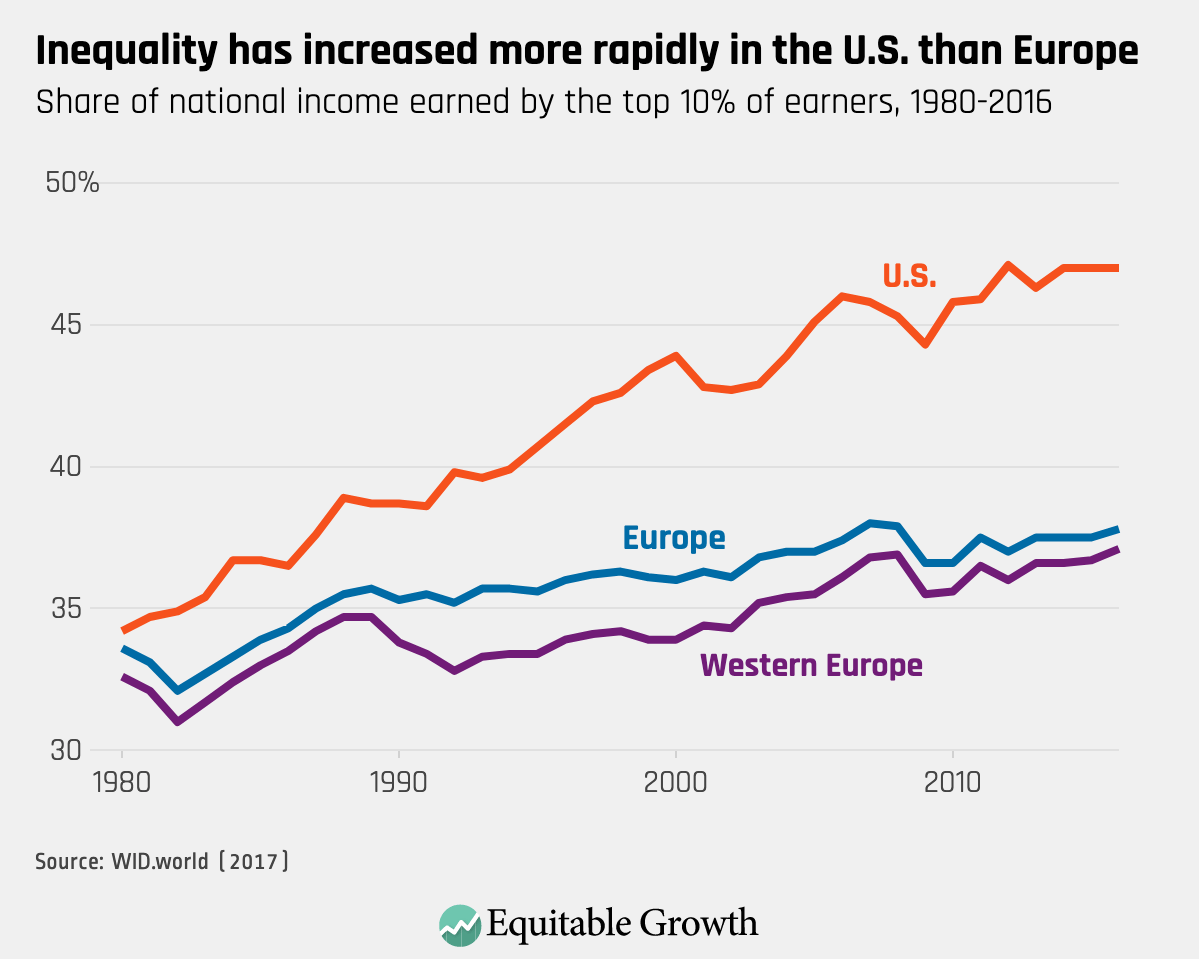 Inequality has increased more rapidly in the U.S. than Europe
Share of national income earned by the top 10% of earners, 1980-2016
50%
U.S.
45
40
Europe
35
Western Europe
30
1980 1990 2000 2010
Source: WID.world (2017)
Equitable Growth